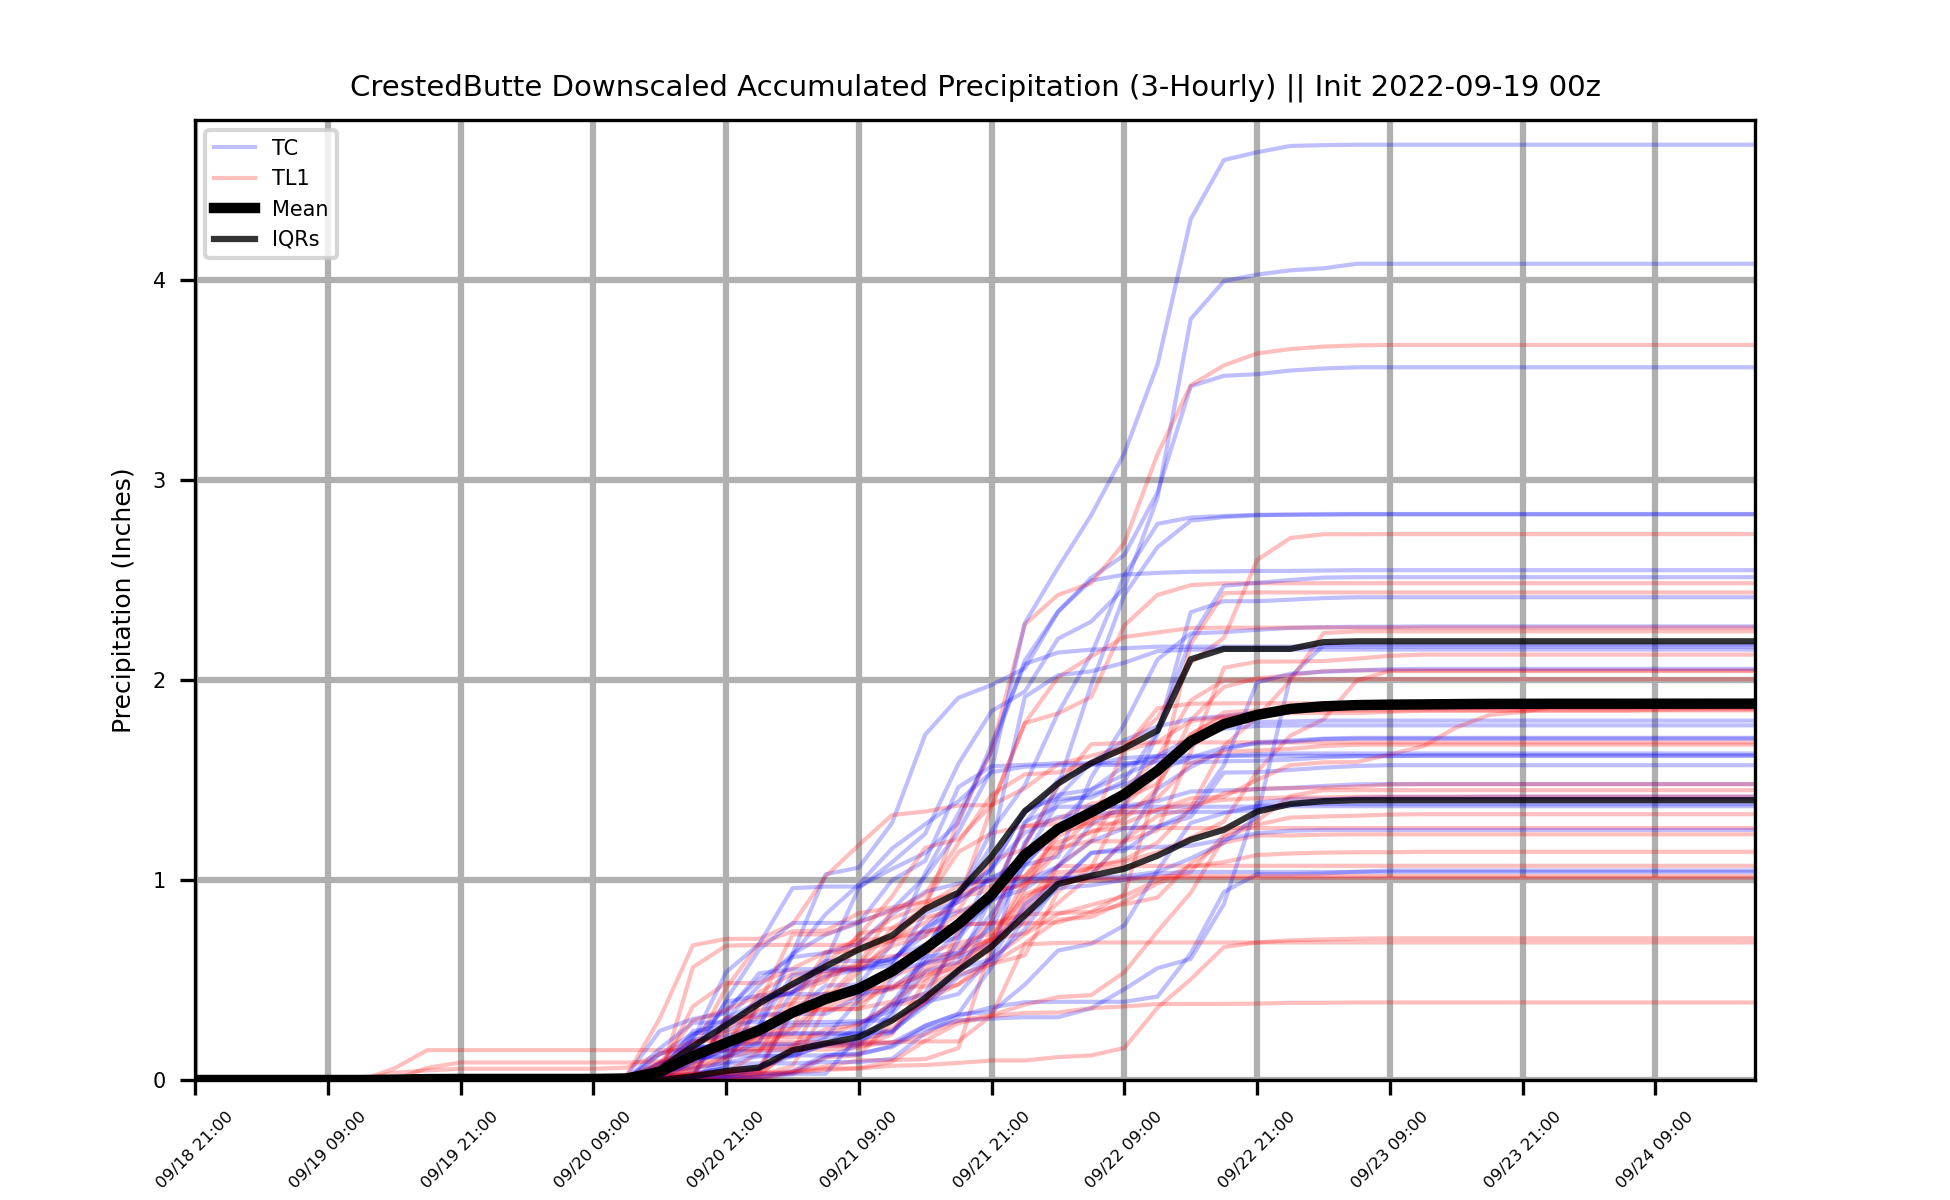 CrestedButte Downscaled Accumulated Precipitation (3-Hourly) || Init 2022-09-19 00z
TC
TL1
Mean
IQRs
Precipitation (Inches)
4
3
2
1
0
09/18 21:00
09/19 09:00
09/19 21:00
09/20 09:00
09/20 21:00
09/21 09:00
09/21 21:00
09/22 09:00
09/22 21:00
09/23 09:00
09/23 21:00
09/24 09:00